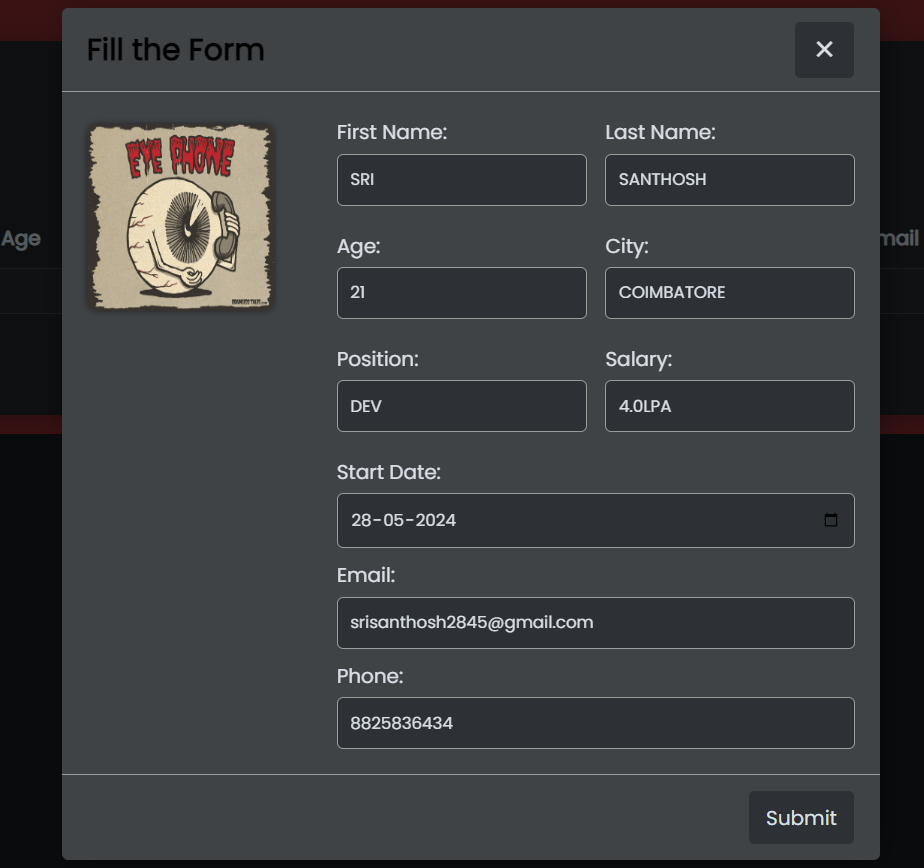 Fill the Form
EYE PHONE
First Name:
Last Name:
SRI
SANTHOSH
Age
Age:
City:
mail
21
COIMBATORE
Position:
Salary:
DEV
4.0LPA
Start Date:
28-05-2024
Email:
srisanthosh2845@gmail.com
Phone:
8825836434
Submit